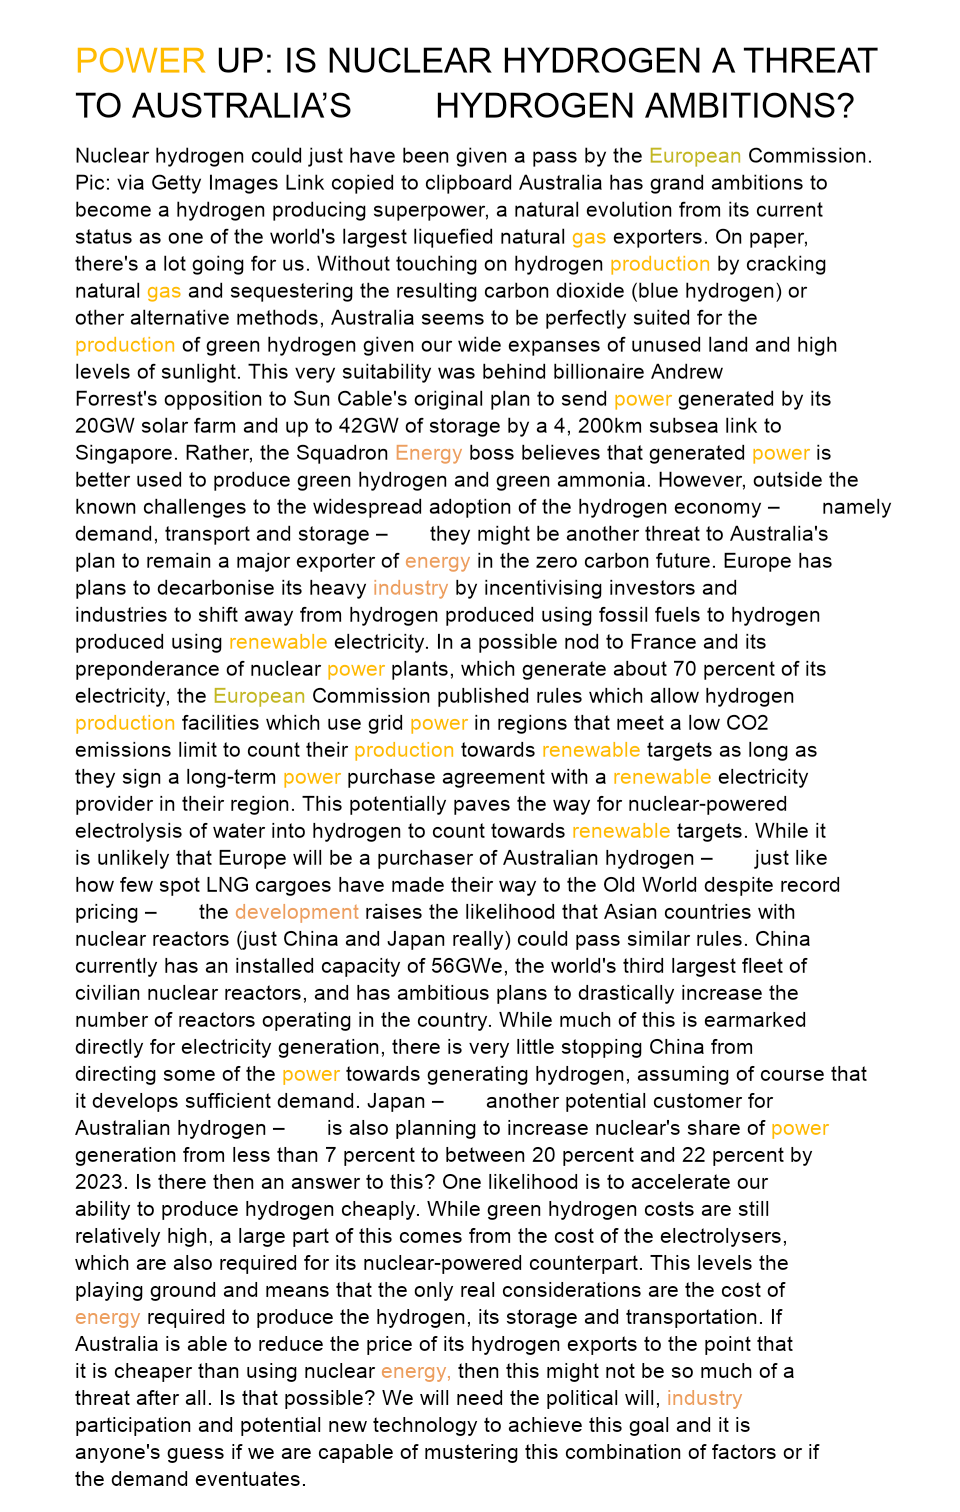 POWER UP: IS NUCLEAR HYDROGEN A THREAT
TO AUSTRALIA’S HYDROGEN AMBITIONS?
Nuclear hydrogen could just have been given a pass by the European Commission.
Pic: via Getty Images Link copied to clipboard Australia has grand ambitions to
become a hydrogen producing superpower, a natural evolution from its current
status as one of the world's largest liquefied natural gas exporters. On paper,
there's a lot going for us. Without touching on hydrogen production by cracking
natural gas and sequestering the resulting carbon dioxide (blue hydrogen) or
other alternative methods, Australia seems to be perfectly suited for the
production of green hydrogen given our wide expanses of unused land and high
levels of sunlight. This very suitability was behind billionaire Andrew
Forrest's opposition to Sun Cable's original plan to send power generated by its
20GW solar farm and up to 42GW of storage by a 4, 200km subsea link to
Singapore. Rather, the Squadron Energy boss believes that generated power is
better used to produce green hydrogen and green ammonia. However, outside the
known challenges to the widespread adoption of the hydrogen economy – namely
demand, transport and storage – they might be another threat to Australia's
plan to remain a major exporter of energy in the zero carbon future. Europe has
plans to decarbonise its heavy industry by incentivising investors and
industries to shift away from hydrogen produced using fossil fuels to hydrogen
produced using renewable electricity. In a possible nod to France and its
preponderance of nuclear power plants, which generate about 70 percent of its
electricity, the European Commission published rules which allow hydrogen
production facilities which use grid power in regions that meet a low CO2
emissions limit to count their production towards renewable targets as long as
they sign a long-term power purchase agreement with a renewable electricity
provider in their region. This potentially paves the way for nuclear-powered
electrolysis of water into hydrogen to count towards renewable targets. While it
is unlikely that Europe will be a purchaser of Australian hydrogen – just like
how few spot LNG cargoes have made their way to the Old World despite record
pricing – the development raises the likelihood that Asian countries with
nuclear reactors (just China and Japan really) could pass similar rules. China
currently has an installed capacity of 56GWe, the world's third largest fleet of
civilian nuclear reactors, and has ambitious plans to drastically increase the
number of reactors operating in the country. While much of this is earmarked
directly for electricity generation, there is very little stopping China from
directing some of the power towards generating hydrogen, assuming of course that
it develops sufficient demand. Japan – another potential customer for
Australian hydrogen – is also planning to increase nuclear's share of power
generation from less than 7 percent to between 20 percent and 22 percent by
2023. Is there then an answer to this? One likelihood is to accelerate our
ability to produce hydrogen cheaply. While green hydrogen costs are still
relatively high, a large part of this comes from the cost of the electrolysers,
which are also required for its nuclear-powered counterpart. This levels the
playing ground and means that the only real considerations are the cost of
energy required to produce the hydrogen, its storage and transportation. If
Australia is able to reduce the price of its hydrogen exports to the point that
it is cheaper than using nuclear energy, then this might not be so much of a
threat after all. Is that possible? We will need the political will, industry
participation and potential new technology to achieve this goal and it is
anyone's guess if we are capable of mustering this combination of factors or if
the demand eventuates.